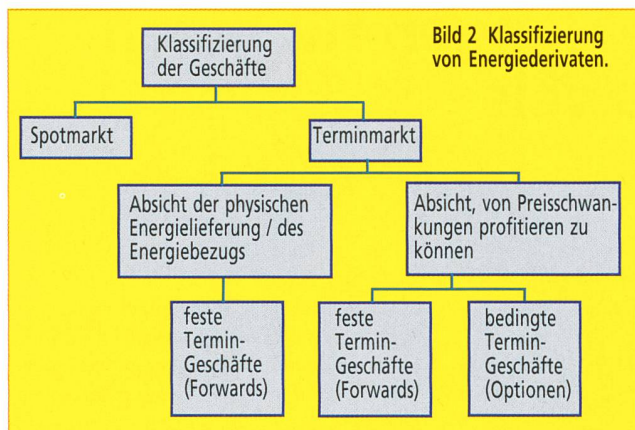 Bild 2 Klassifizierung
von Energiederivaten.
Klassifizierung
der Geschäfte
Spotmarkt
Terminmarkt
Absicht der physischen
Energielieferung / des
Energiebezugs
Absicht, von Preisschwan-
kungen profitieren zu
können
feste
Termin-
Geschäfte
(Forwards)
feste
Termin-
Geschäfte
(Forwards)
bedingte
Termin-
Geschäfte
(Optionen)